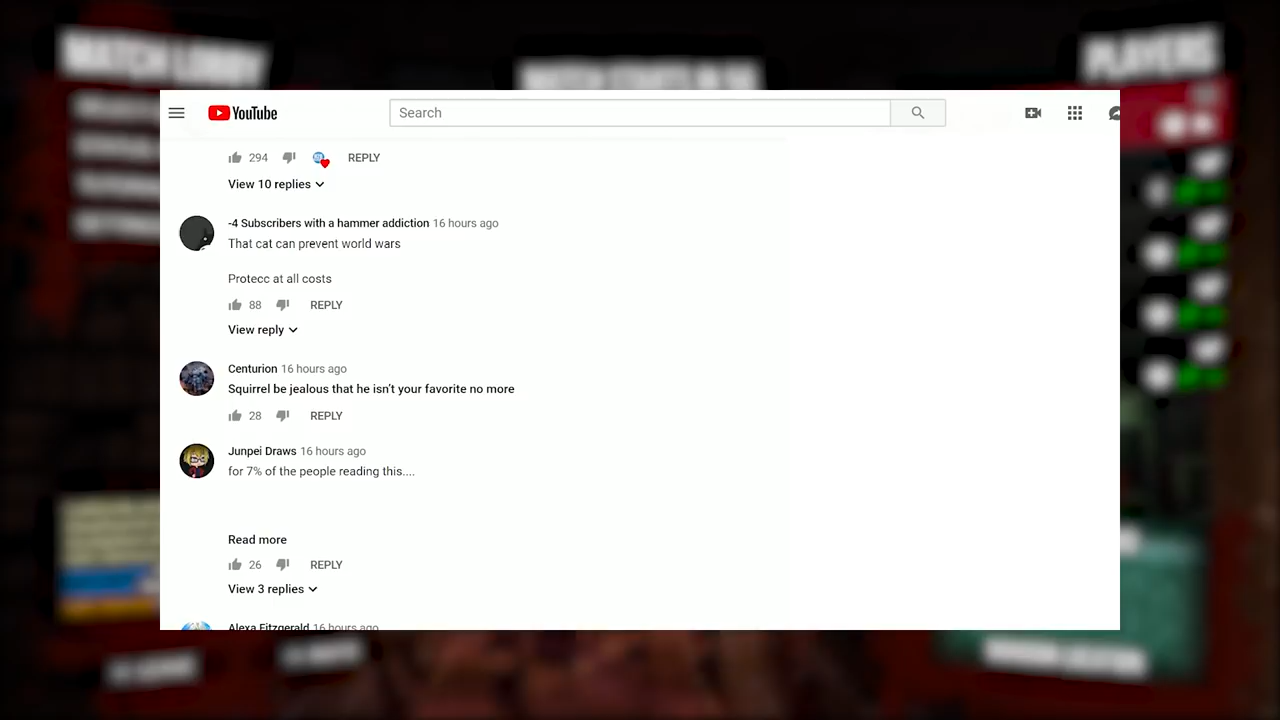 MATCH LOBBY
PLAYERS
YouTube
Search
294
REPLY
View 10 replies
-4 Subscribers with a hammer addiction 16 hours ago
That cat can prevent world wars
Protecc at all costs
88
REPLY
View reply
Centurion 16 hours ago
Squirrel be jealous that he isn't your favorite no more
28
REPLY
Junpei Draws 16 hours ago
for 7% of the people reading this....
Read more
26
REPLY
View 3 replies
Alexa Fitzgerald 16 hours ago